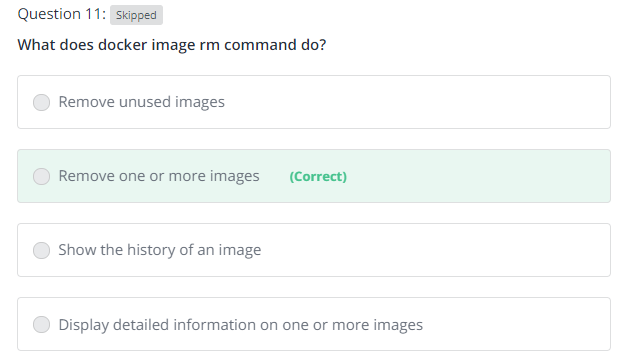 Question 11: Skipped
What does docker image rm command do?
Remove unused images
Remove one or more images (Correct)
Show the history of an image
Display detailed information on one or more images